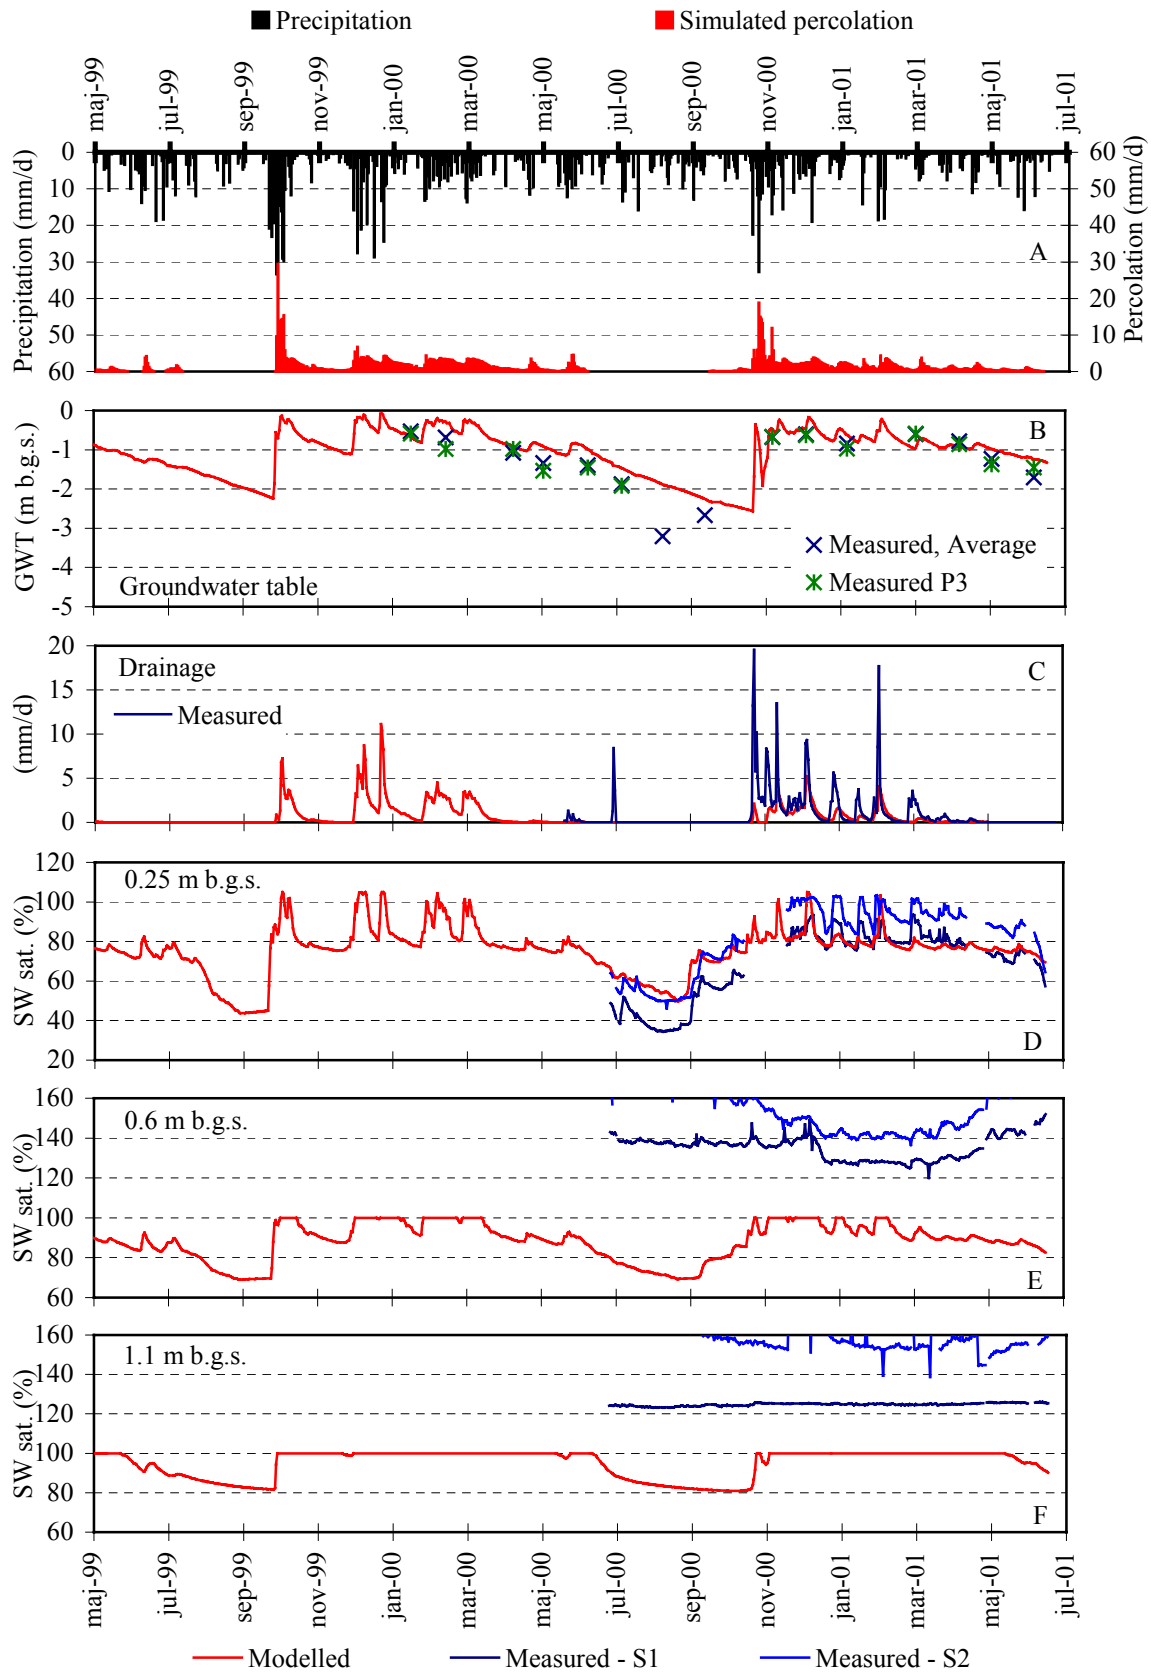 Precipitation Simulated percolation
maj-99 jul-99 sep-99 nov-99 jan-00 mar-00 maj-00 jul-00 sep-00 nov-00 jan-01 mar-01 maj-01 jul-01
Precipitation (mm/d)
0 10 20 30 40 50 60
A
60 50 40 30 20 10 0
Percolation (mm/d)
GWT (m b.g.s.)
0 -1 -2 -3 -4 -5
B
Measured, Average
Measured P3
Groundwater table
(mm/d)
20 15 10 5 0
Drainage
C
Measured
SW sat. (%)
120 100 80 60 40 20
0.25 m b.g.s.
D
SW sat. (%)
160 140 120 100 80 60
0.6 m b.g.s.
E
SW sat. (%)
160 140 120 100 80 60
1.1 m b.g.s.
F
maj-99 jul-99 sep-99 nov-99 jan-00 mar-00 maj-00 jul-00 sep-00 nov-00 jan-01 mar-01 maj-01 jul-01
Modelled Measured - S1 Measured - S2